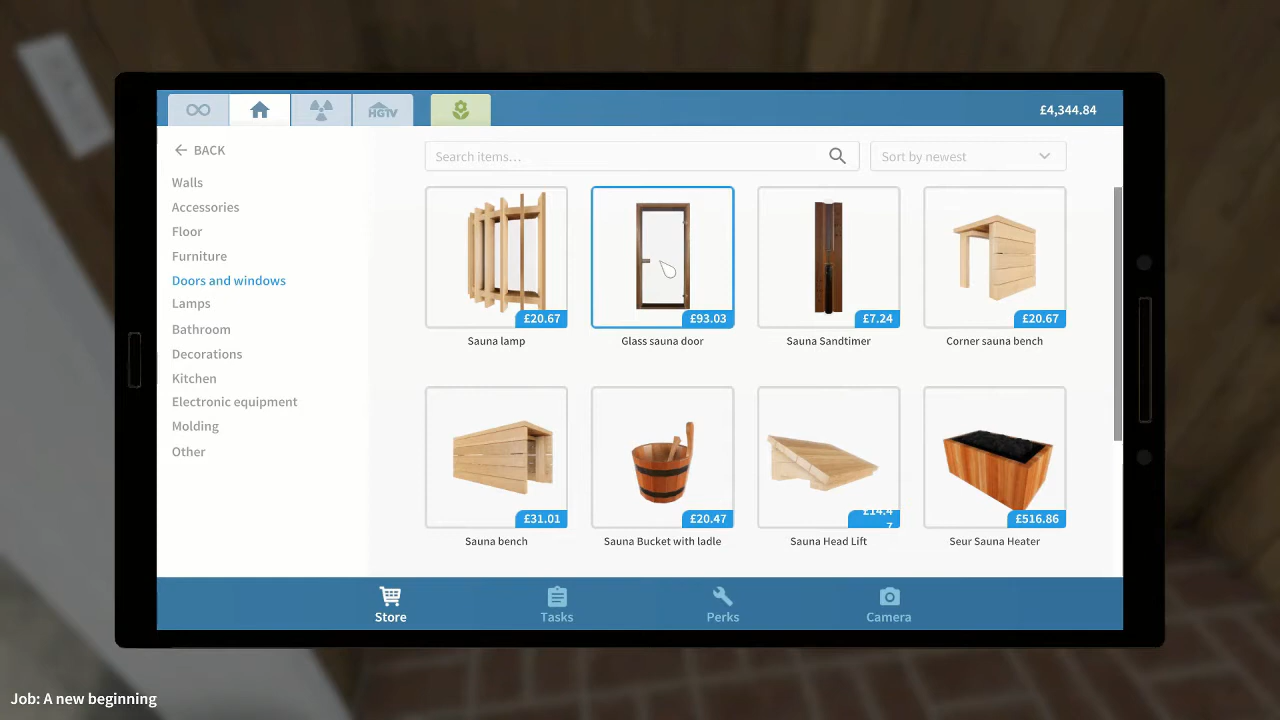 HGTV
£4,344.84
BACK
Search items...
Sort by newest
Walls
Accessories
Floor
Furniture
Doors and windows
Lamps
Bathroom
Decorations
Kitchen
Electronic equipment
Molding
Other
£20.67
£93.03
£7.24
£20.67
Sauna lamp
Glass sauna door
Sauna Sandtimer
Corner sauna bench
£31.01
£20.47
£14.4
7
£516.86
Sauna bench
Sauna Bucket with ladle
Sauna Head Lift
Seur Sauna Heater
Store
Tasks
Perks
Camera
Job: A new beginning